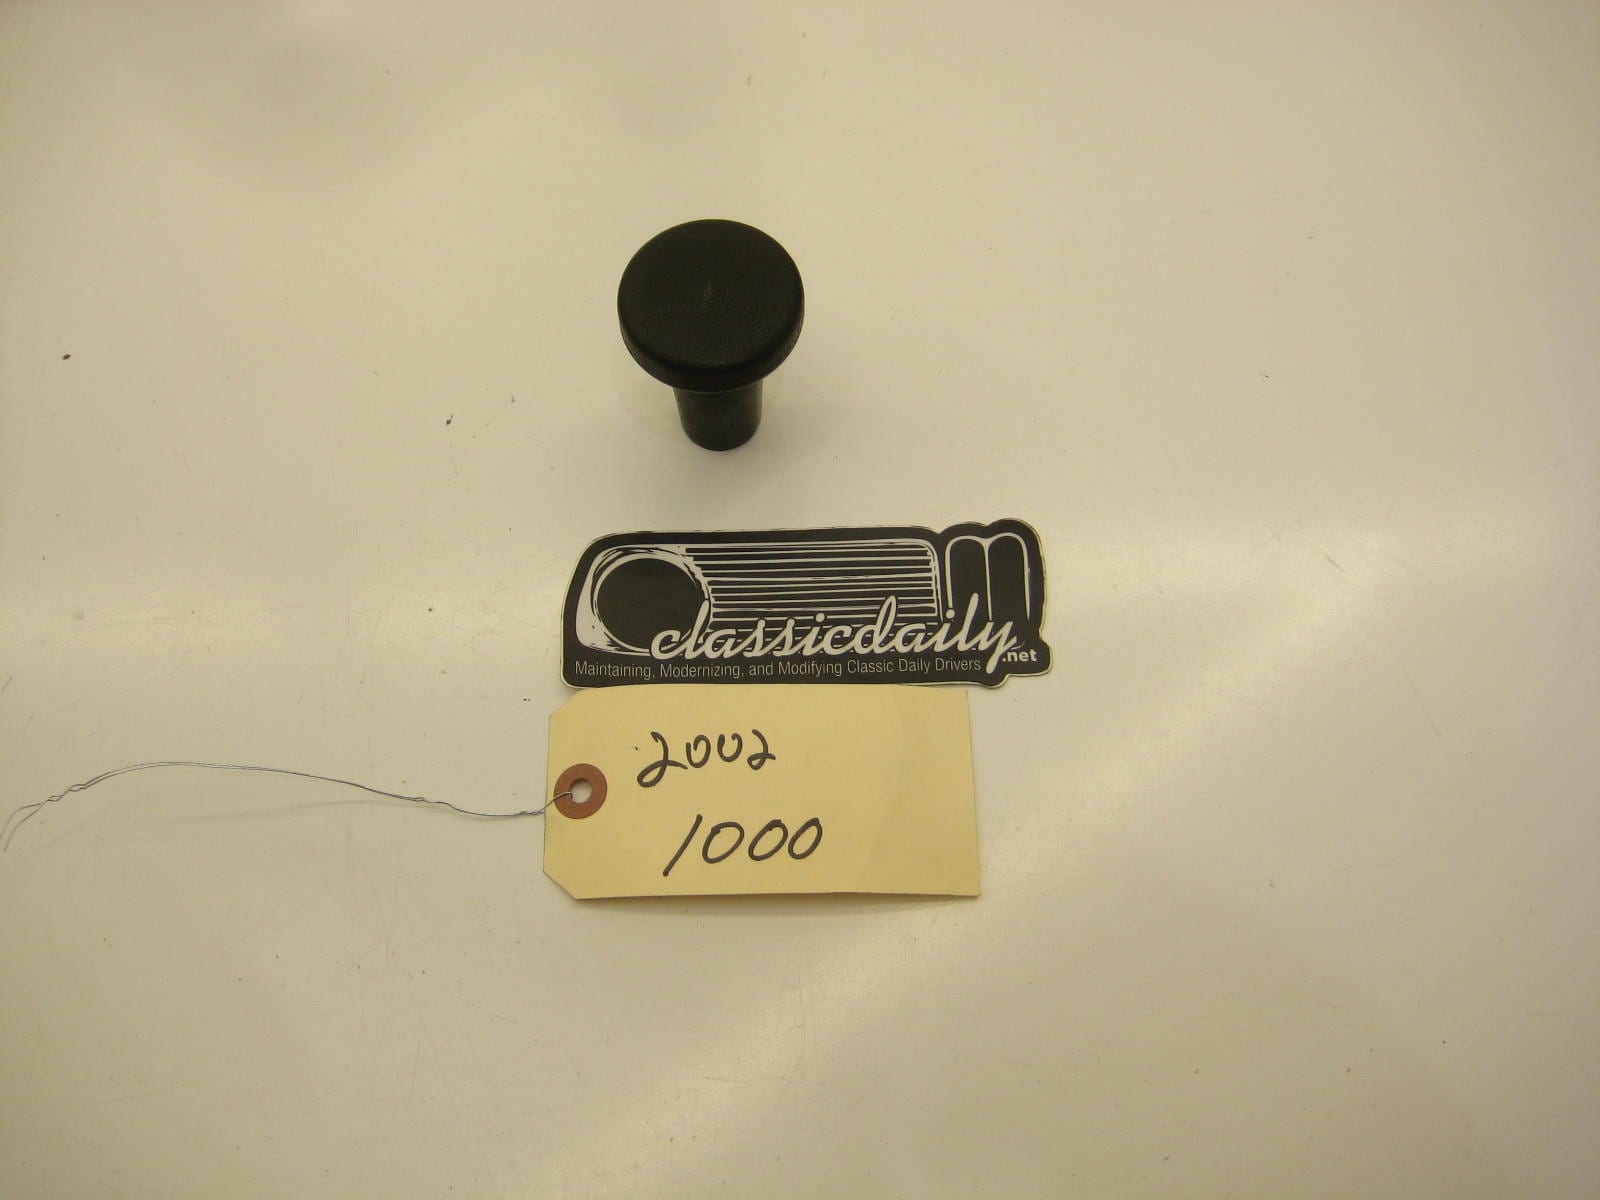 classicdaily.net
Maintaining, Modernizing, and Modifying Classic Daily Drivers
2002
1000